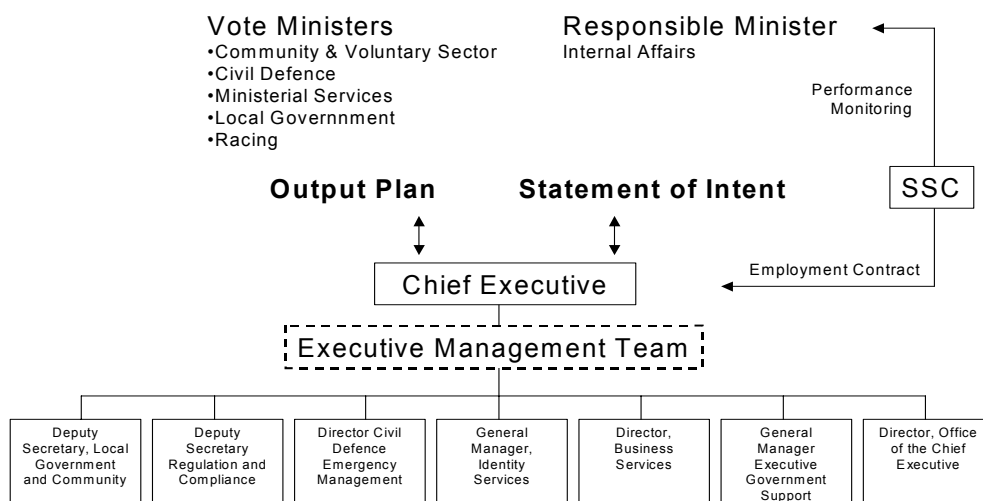 Vote Ministers
•Community & Voluntary Sector
•Civil Defence
•Ministerial Services
•Local Governnment
•Racing
Responsible Minister
Internal Affairs
Performance
Monitoring
Output Plan
Statement of Intent
SSC
Employment Contract
Chief Executive
Executive Management Team
Deputy
Secretary, Local
Government
and Community
Deputy
Secretary
Regulation and
Compliance
Director Civil
Defence
Emergency
Management
General
Manager,
Identity
Services
Director,
Business
Services
General
Manager
Executive
Government
Support
Director, Office
of the Chief
Executive